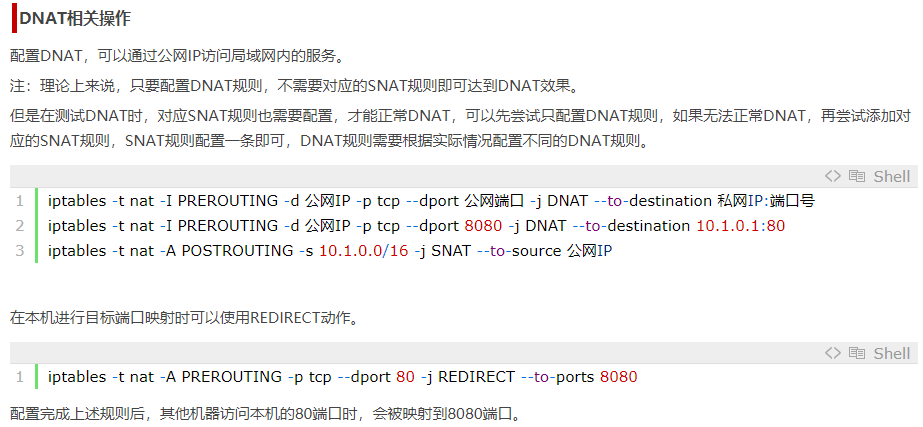 DNAT相关操作
配置DNAT，可以通过公网IP访问局域网内的服务。
注：理论上来说，只要配置DNAT规则，不需要对应的SNAT规则即可达到DNAT效果。
但是在测试DNAT时，对应SNAT规则也需要配置，才能正常DNAT，可以先尝试只配置DNAT规则，如果无法正常DNAT，再尝试添加对
应的SNAT规则，SNAT规则配置一条即可，DNAT规则需要根据实际情况配置不同的DNAT规则。
<> Shell
1 iptables -t nat -I PREROUTING -d 公网IP -p tcp --dport 公网端口 -j DNAT --to-destination 私网IP:端口号
2 iptables -t nat -I PREROUTING -d 公网IP -p tcp --dport 8080 -j DNAT --to-destination 10.1.0.1:80
3 iptables -t nat -A POSTROUTING -s 10.1.0.0/16 -j SNAT --to-source 公网IP
在本机进行目标端口映射时可以使用REDIRECT动作。
<> Shell
1 iptables -t nat -A PREROUTING -p tcp --dport 80 -j REDIRECT --to-ports 8080
配置完成上述规则后，其他机器访问本机的80端口时，会被映射到8080端口。